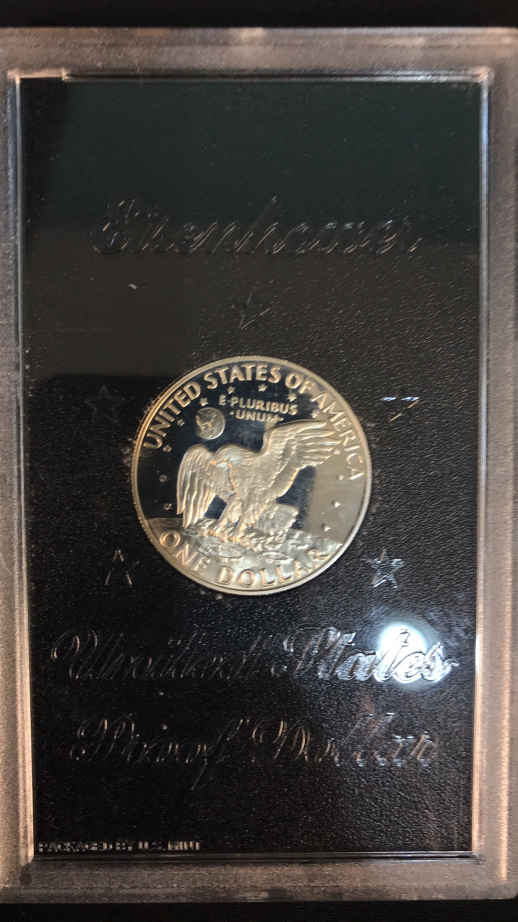 Eisenhower
UNITED STATES OF AMERICA
E·PLURIBUS
·UNUM·
ONE DOLLAR
United States
Proof Dollar
PACKAGED BY U.S. MINT